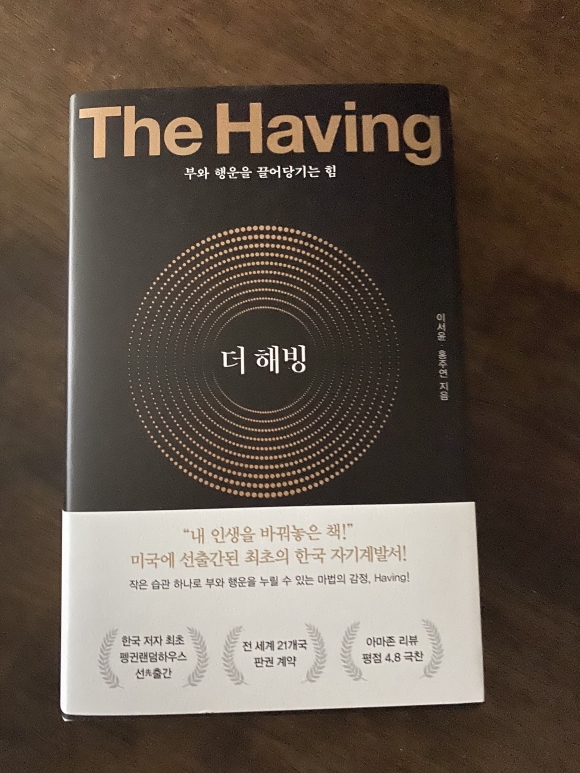 The Having
부와 행운을 끌어당기는 힘
더 해빙
이서윤 홍주연 지음
“내 인생을 바꿔놓은 책!”
미국에 선출간된 최초의 한국 자기계발서!
작은 습관 하나로 부와 행운을 누릴 수 있는 마법의 감정, Having!
한국 저자 최초
펭귄랜덤하우스
선先출간
전 세계 21개국
판권 계약
아마존 리뷰
평점 4.8 극찬